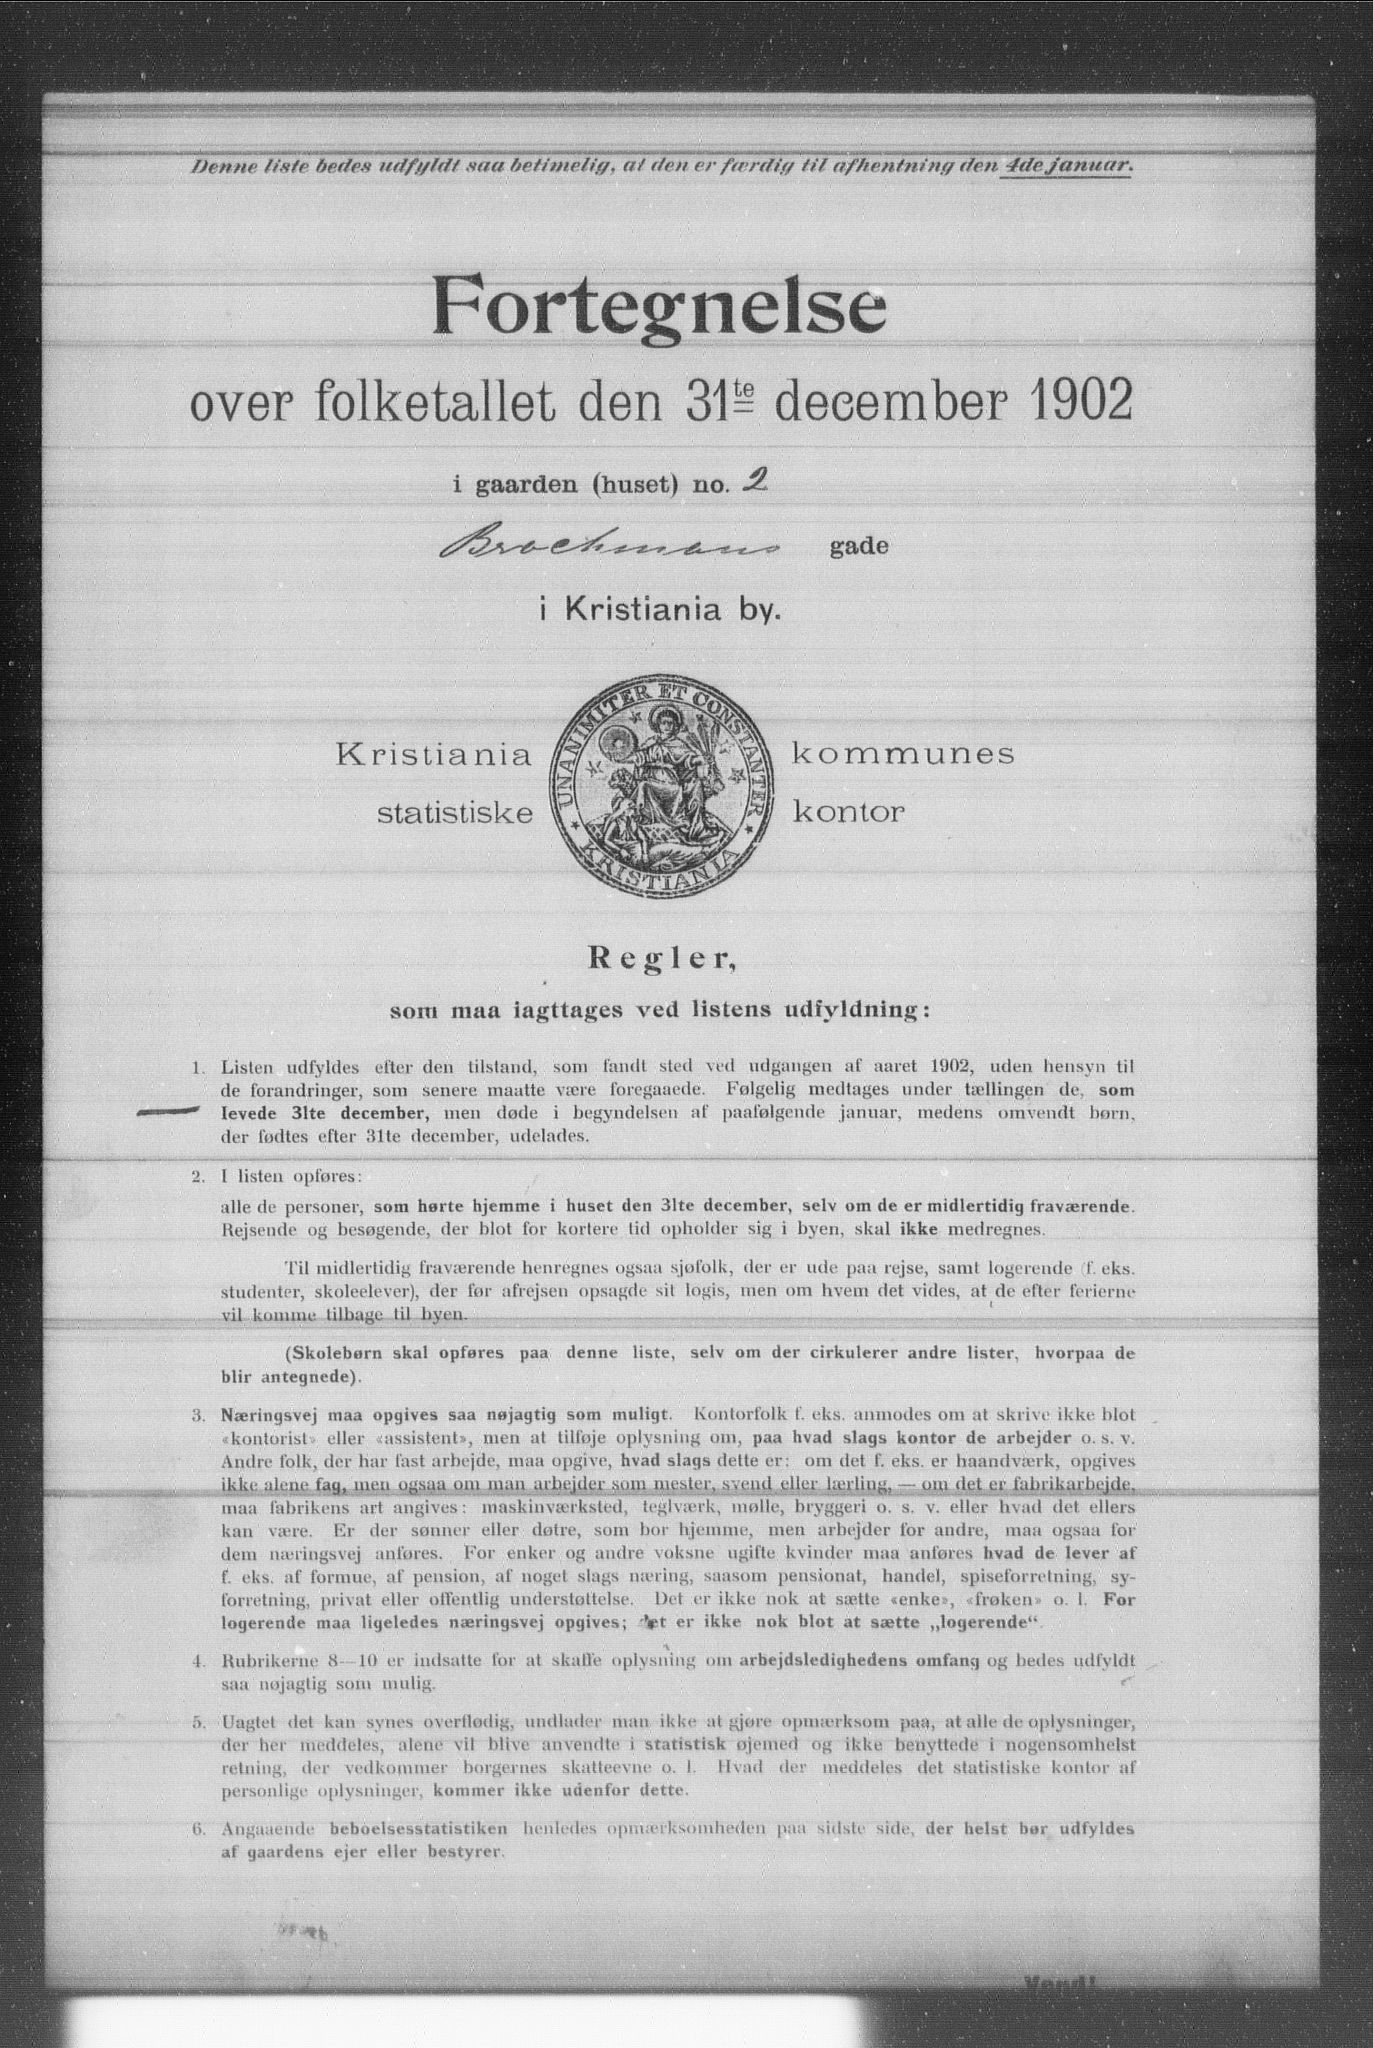 Denne liste bedes udfyldt saa betimelig, at den er færdig til afhentning den 4de januar.
Fortegnelse
over folketallet den 31te december 1902
i gaarden (huset) no. 2
Brochmans gade
i Kristiania by.
UNANIMITER ET CONSTANTER
KRISTIANIA
Kristiania kommunes
statistiske kontor
Regler,
som maa iagttages ved listens udfyldning:
1. Listen udfyldes efter den tilstand, som fandt sted ved udgangen af aaret 1902, uden hensyn til
de forandringer, som senere maatte være foregaaede. Følgelig medtages under tællingen de, som
levede 31te december, men døde i begyndelsen af paafølgende januar, medens omvendt børn,
der fødtes efter 31te december, udelades.
2. I listen opføres:
alle de personer, som hørte hjemme i huset den 31te december, selv om de er midlertidig fraværende.
Rejsende og besøgende, der blot for kortere tid opholder sig i byen, skal ikke medregnes.
Til midlertidig fraværende henregnes ogsaa sjøfolk, der er ude paa rejse, samt logerende (f. eks.
studenter, skoleelever), der før afrejsen opsagde sit logis, men om hvem det vides, at de efter ferierne
vil komme tilbage til byen.
(Skolebørn skal opføres paa denne liste, selv om der cirkulerer andre lister, hvorpaa de
blir antegnede).
3. Næringsvej maa opgives saa nøjagtig som muligt. Kontorfolk f. eks. anmodes om at skrive ikke blot
«kontorist» eller «assistent», men at tilføje oplysning om, paa hvad slags kontor de arbejder o. s. v.
Andre folk, der har fast arbejde, maa opgive, hvad slags dette er: om det f. eks. er haandværk, opgives
ikke alene fag, men ogsaa om man arbejder som mester, svend eller lærling, — om det er fabrikarbejde,
maa fabrikens art angives: maskinværksted, teglværk, mølle, bryggeri o. s. v. eller hvad det ellers
kan være. Er der sønner eller døtre, som bor hjemme, men arbejder for andre, maa ogsaa for
dem næringsvej anføres. For enker og andre voksne ugifte kvinder maa anføres hvad de lever af
f. eks. af formue, af pension, af noget slags næring, saasom pensionat, handel, spiseforretning, sy-
forretning, privat eller offentlig understøttelse. Det er ikke nok at sætte «enke», «frøken» o. l. For
logerende maa ligeledes næringsvej opgives; det er ikke nok blot at sætte „logerende“.
4. Rubrikerne 8—10 er indsatte for at skaffe oplysning om arbejdsledighedens omfang og bedes udfyldt
saa nøjagtig som mulig.
5. Uagtet det kan synes overflødig, undlader man ikke at gjøre opmærksom paa, at alle de oplysninger,
der her meddeles, alene vil blive anvendte i statistisk øjemed og ikke benyttede i nogensomhelst
retning, der vedkommer borgernes skatteevne o. l. Hvad der meddeles det statistiske kontor af
personlige oplysninger, kommer ikke udenfor dette.
6. Angaaende beboelsesstatistiken henledes opmærksomheden paa sidste side, der helst bør udfyldes
af gaardens ejer eller bestyrer.
Vend!